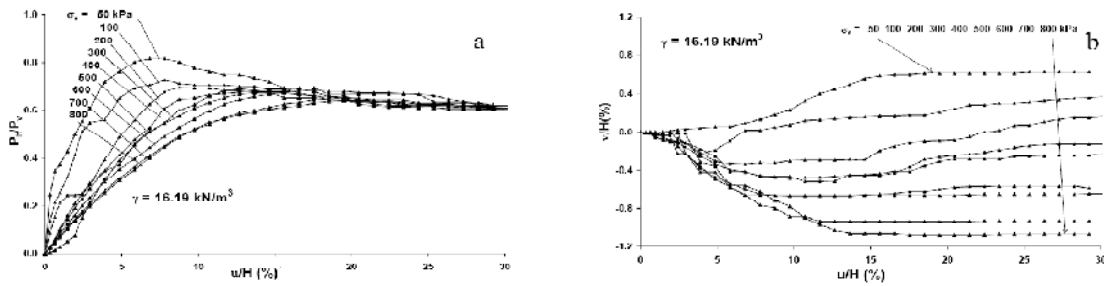 a
σv = 50 kPa
100
200
300
400
500
600
700
800
γ = 16.19 kN/m³
1.0
0.8
0.6
0.4
0.2
0.0
0 5 10 15 20 25 30
u/H (%)
b
γ = 16.19 kN/m³
σv = 50 100 200 300 400 500 600 700 800 kPa
v/H(%)
1.2
0.8
0.4
0.0
-0.4
-0.8
-1.2
0 5 10 15 20 25 30
u/H (%)